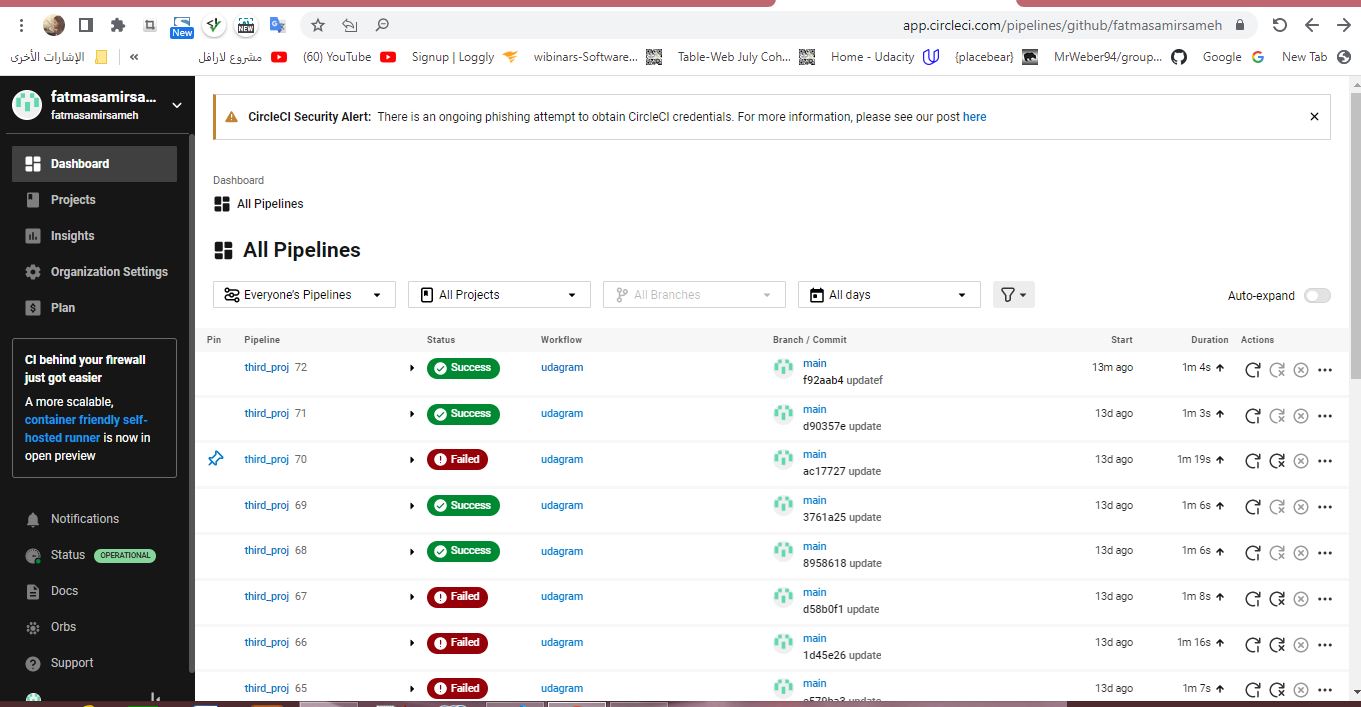 New
NEW
app.circleci.com/pipelines/github/fatmasamirsameh
الإشارات الأخرى
«
مشروع لارافل
(60) YouTube
Signup | Loggly
wibinars-Software...
Table-Web July Coh...
Home - Udacity
{placebear}
MrWeber94/group...
Google
New Tab
fatmasamirsa...
fatmasamirsameh
Dashboard
Projects
Insights
Organization Settings
Plan
CI behind your firewall
just got easier
A more scalable,
container friendly self-
hosted runner is now in
open preview
Notifications
Status OPERATIONAL
Docs
Orbs
Support
CircleCI Security Alert: There is an ongoing phishing attempt to obtain CircleCI credentials. For more information, please see our post here
Dashboard
All Pipelines
All Pipelines
Everyone's Pipelines
All Projects
All Branches
All days
Auto-expand
Pin Pipeline Status Workflow Branch / Commit Start Duration Actions
third_proj 72 Success udagram main 13m ago 1m 4s
f92aab4 updatef
third_proj 71 Success udagram main 13d ago 1m 3s
d90357e update
third_proj 70 Failed udagram main 13d ago 1m 19s
ac17727 update
third_proj 69 Success udagram main 13d ago 1m 6s
3761a25 update
third_proj 68 Success udagram main 13d ago 1m 6s
8958618 update
third_proj 67 Failed udagram main 13d ago 1m 8s
d58b0f1 update
third_proj 66 Failed udagram main 13d ago 1m 16s
1d45e26 update
third_proj 65 Failed udagram main 13d ago 1m 7s
update